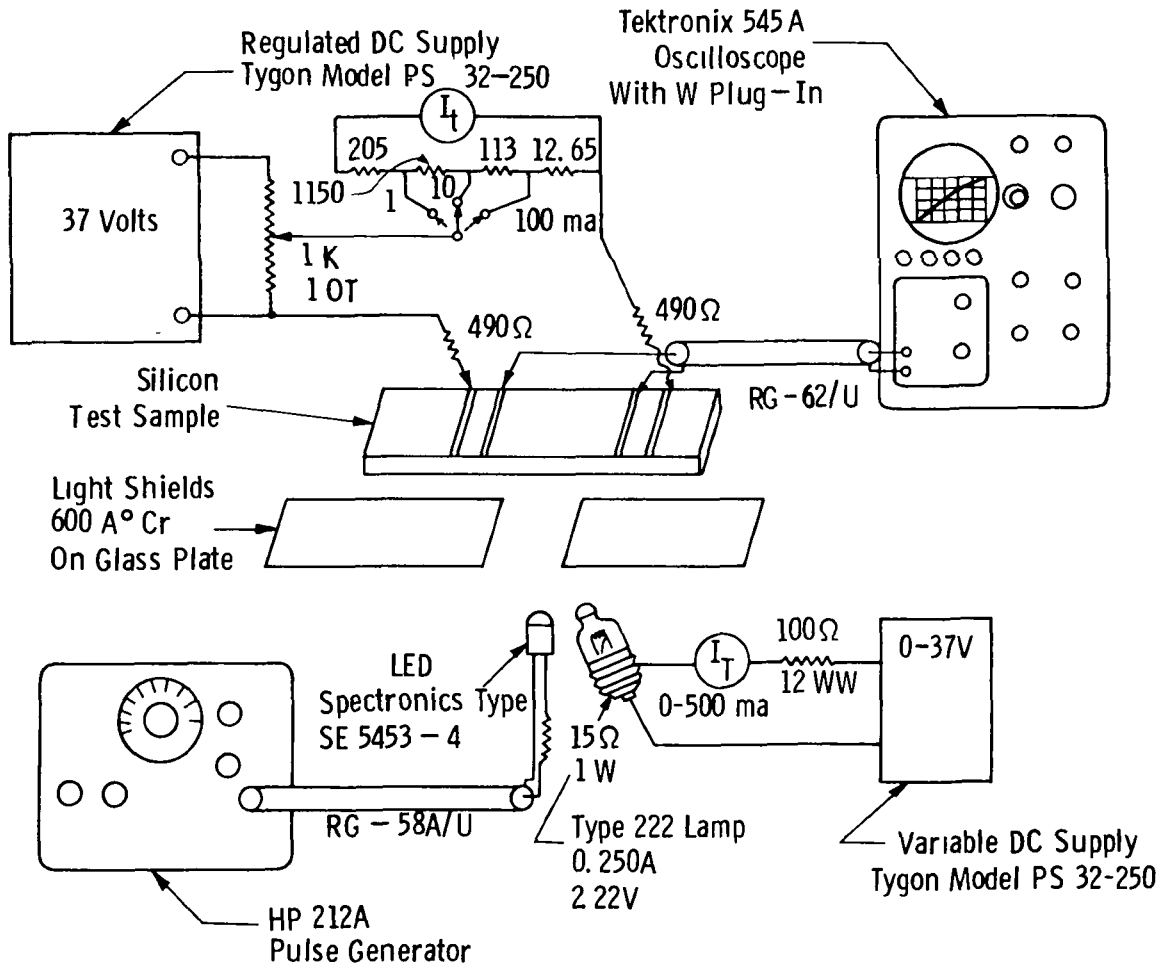 Regulated DC Supply
Tygon Model PS 32-250
Tektronix 545 A
Oscilloscope
With W Plug-In
I t
205
113
12.65
1150
10
1
100 ma
37 Volts
1 K
10T
490Ω
490Ω
RG-62/U
Silicon
Test Sample
Light Shields
600 A° Cr
On Glass Plate
LED
Spectronics Type
SE 5453-4
I T
0-500 ma
100Ω
12 WW
0-37V
15Ω
1 W
RG-58A/U
Type 222 Lamp
0.250A
2.22V
Variable DC Supply
Tygon Model PS 32-250
HP 212A
Pulse Generator